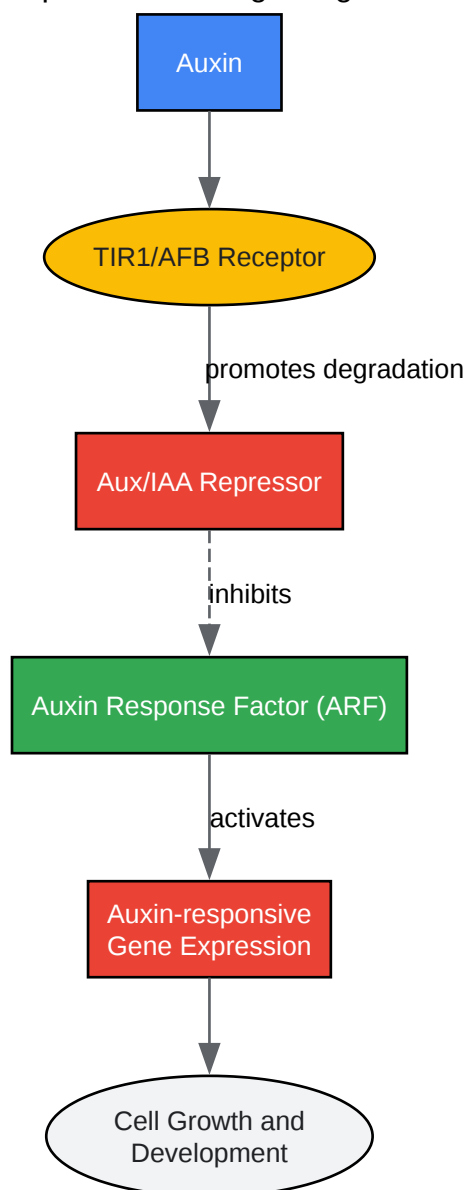 Auxin
TIR1/AFB Receptor
promotes degradation
Aux/IAA Repressor
inhibits
Auxin Response Factor (ARF)
activates
Auxin-responsive
Gene Expression
Cell Growth and
Development